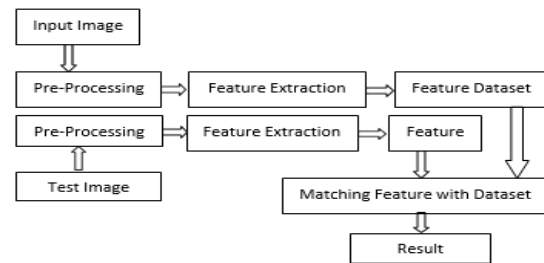 Input Image
Pre-Processing
Feature Extraction
Feature Dataset
Pre-Processing
Feature Extraction
Feature
Test Image
Matching Feature with Dataset
Result